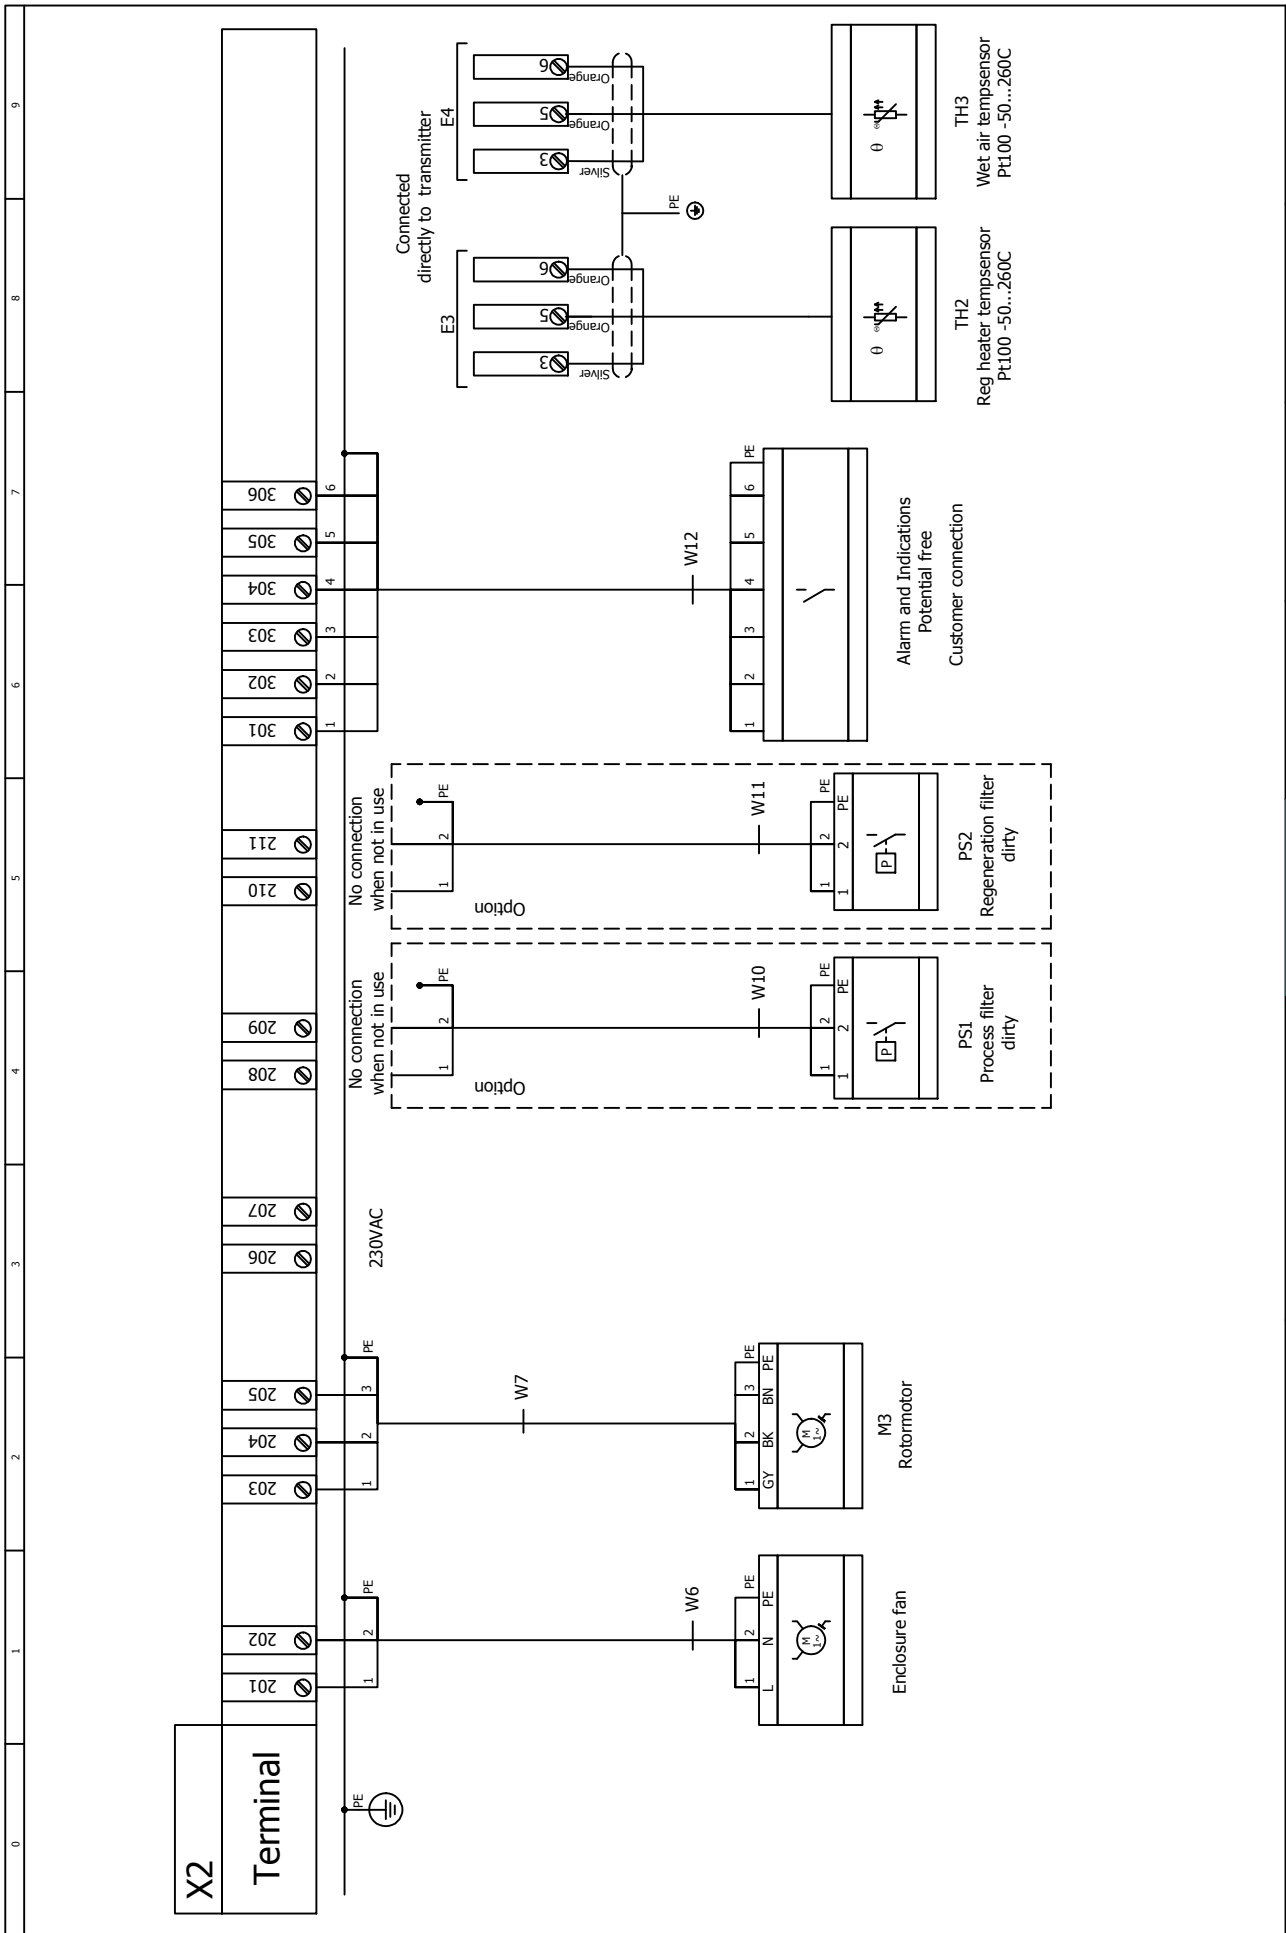 0
1
2
3
4
5
6
7
8
9
X2
Terminal
201
202
203
204
205
206
207
208
209
210
211
301
302
303
304
305
306
PE
1
2
PE
W6
1
2
PE
L
N
PE
M
1~
Enclosure fan
1
2
3
PE
W7
1
2
3
PE
GY
BK
BN
PE
M
1~
M3
Rotormotor
230VAC
No connection
when not in use
1
2
PE
Option
W10
1
2
PE
1
2
PE
P
PS1
Process filter
dirty
No connection
when not in use
1
2
PE
Option
W11
1
2
PE
1
2
PE
P
PS2
Regeneration filter
dirty
1
2
3
4
5
6
W12
1
2
3
4
5
6
PE
Alarm and Indications
Potential free
Customer connection
Connected
directly to transmitter
E3
3
5
6
Silver
Orange
Orange
θ
TH2
Reg heater tempsensor
Pt100 -50...260C
PE
E4
3
5
6
Silver
Orange
Orange
θ
TH3
Wet air tempsensor
Pt100 -50...260C